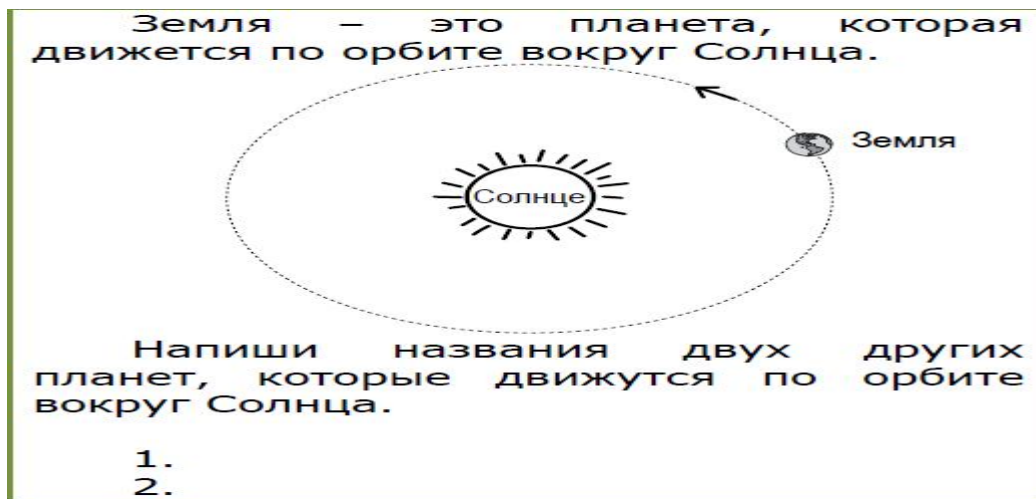 Земля – это планета, которая
движется по орбите вокруг Солнца.
Земля
Солнце
Напиши названия двух других
планет, которые движутся по орбите
вокруг Солнца.
1.
2.